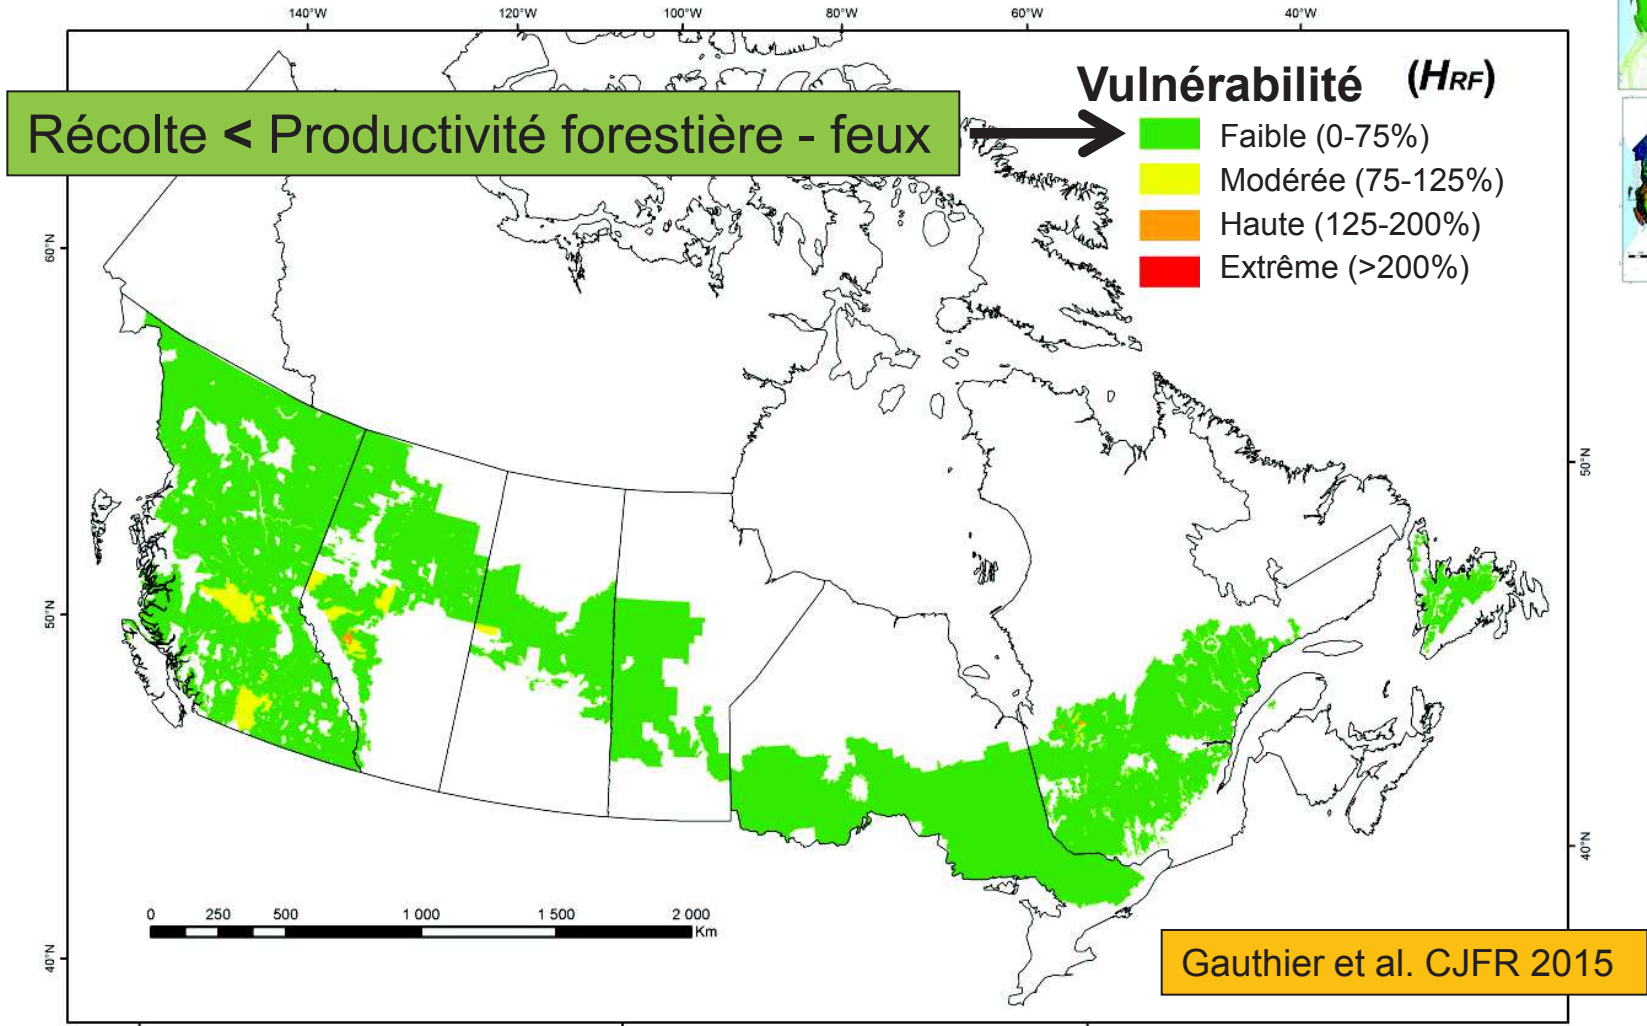 140°W 120°W 100°W 80°W 60°W 40°W
Vulnérabilité (HRF)
Récolte < Productivité forestière - feux
Faible (0-75%)
Modérée (75-125%)
Haute (125-200%)
Extrême (>200%)
60°N
50°N
50°N
40°N
40°N
0 250 500 1 000 1 500 2 000
Km
Gauthier et al. CJFR 2015